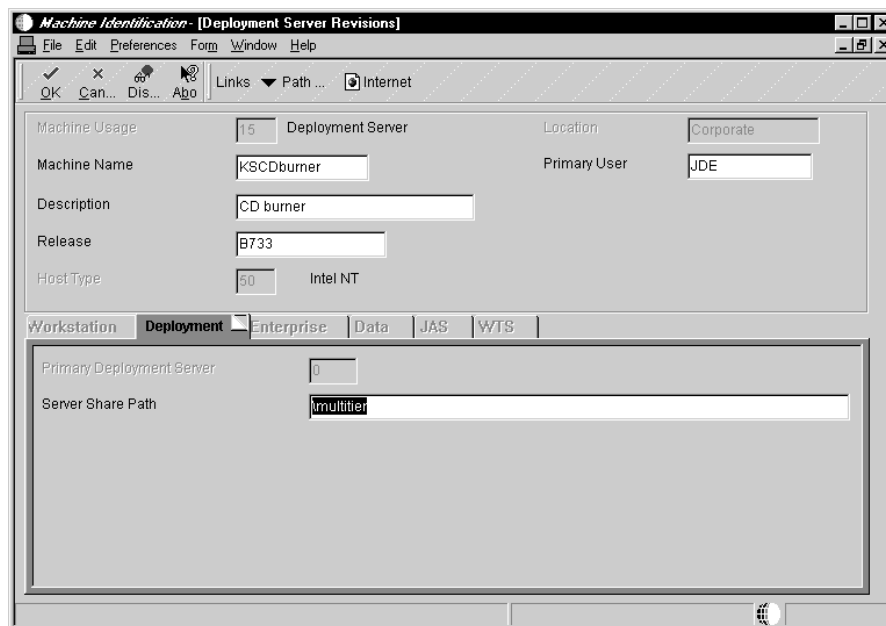 Machine Identification - [Deployment Server Revisions]
File Edit Preferences Form Window Help
OK Can... Dis... Abo Links Path ... Internet
Machine Usage 15 Deployment Server Location Corporate
Machine Name KSCDburner Primary User JDE
Description CD burner
Release B733
Host Type 50 Intel NT
Workstation Deployment Enterprise Data JAS WTS
Primary Deployment Server 0
Server Share Path \multitier